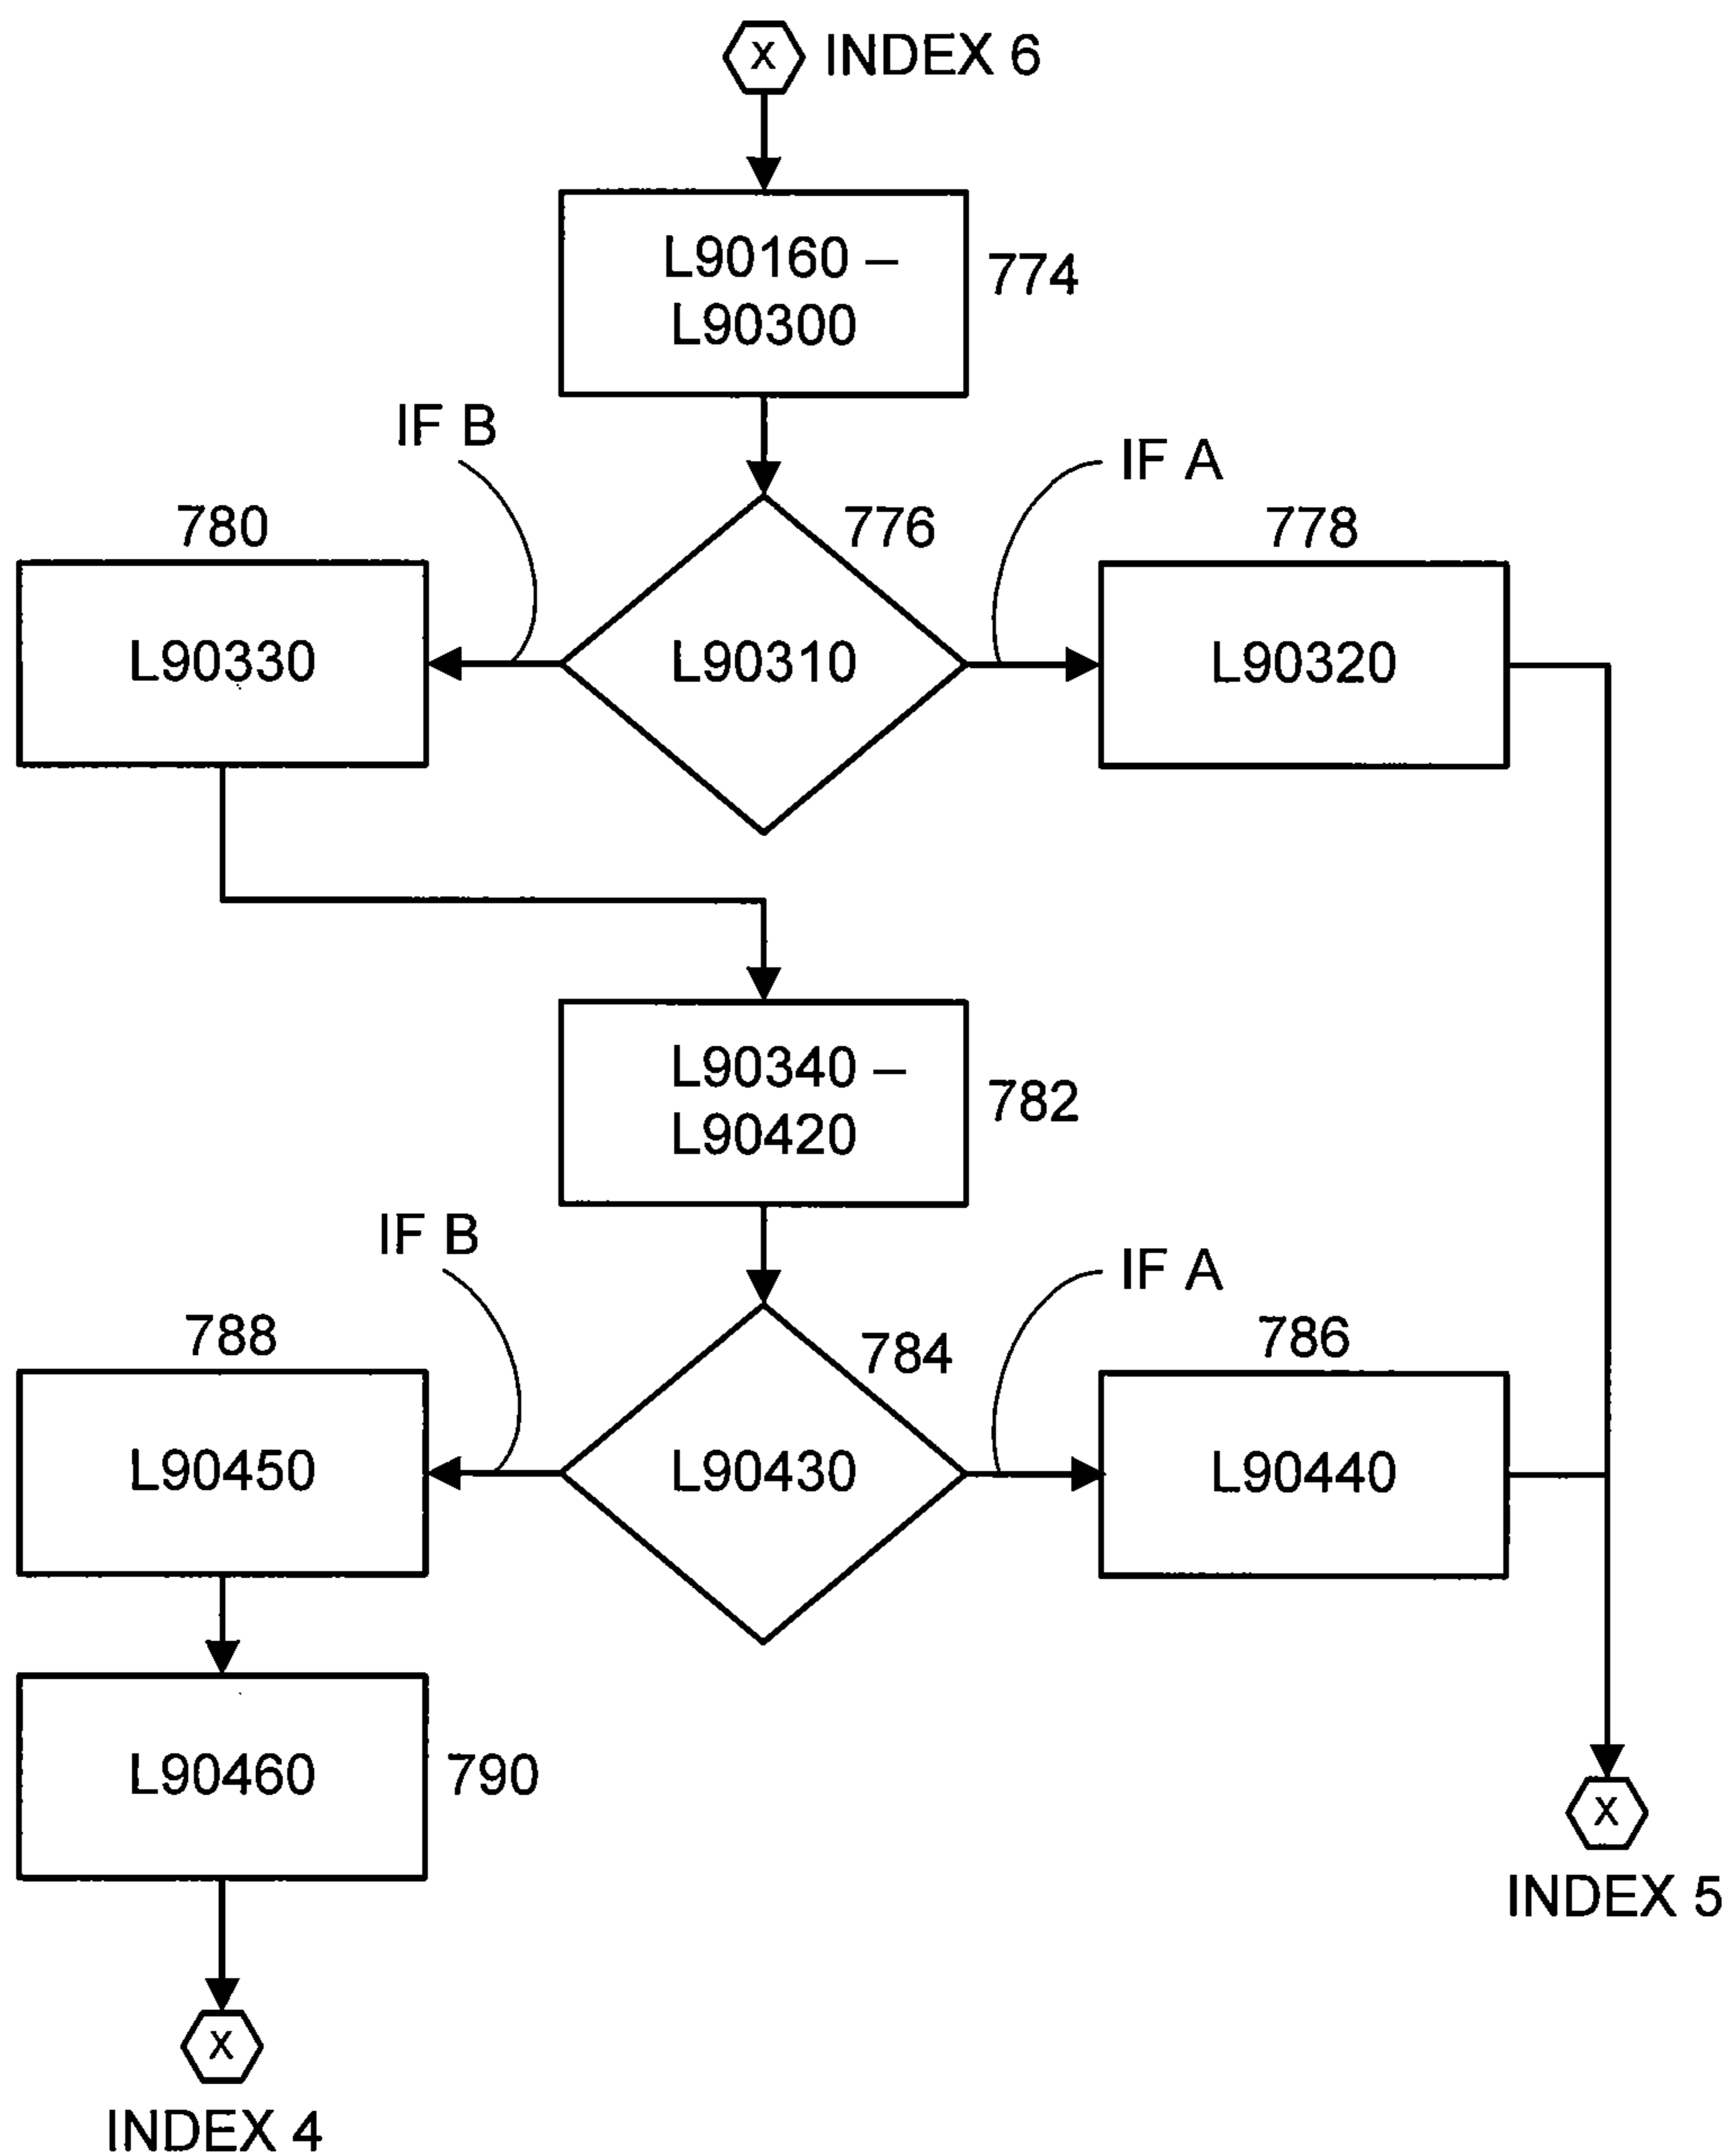 X INDEX 6
L90160 –
L90300
774
IF B
IF A
780
776
778
L90330
L90310
L90320
L90340 –
L90420
782
IF B
IF A
788
784
786
L90450
L90430
L90440
L90460
790
X
INDEX 5
X
INDEX 4